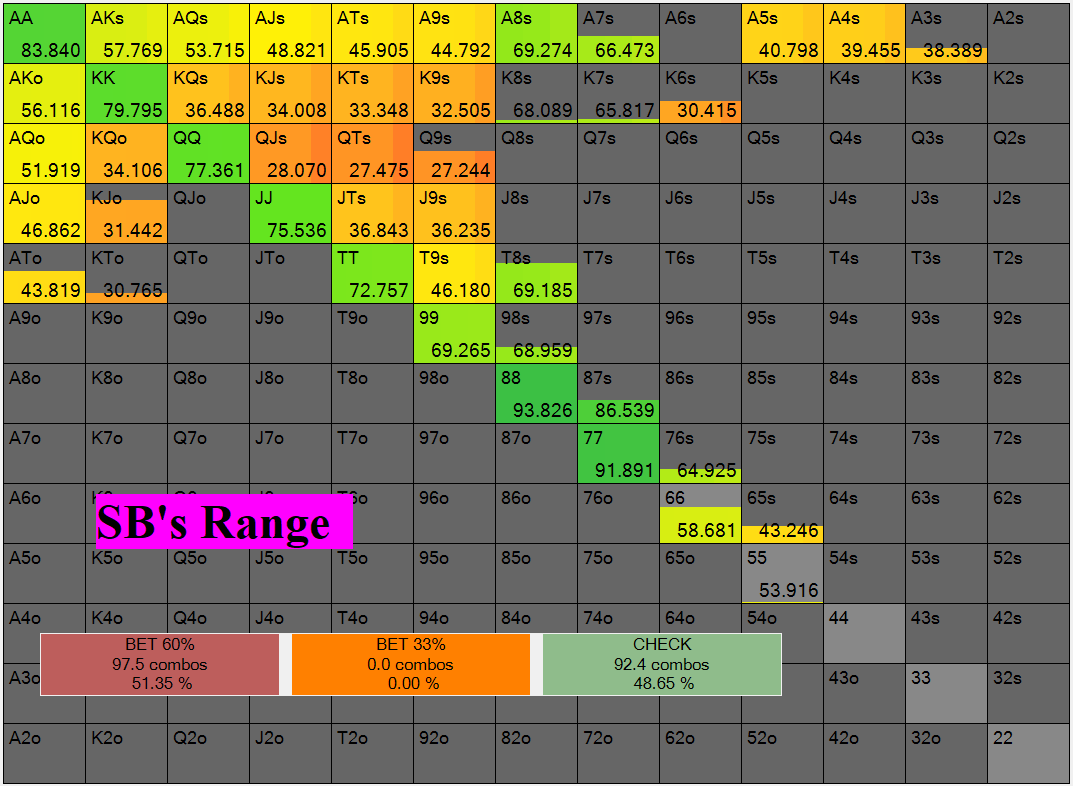 AA AKs AQs AJs ATs A9s A8s A7s A6s A5s A4s A3s A2s
83.840 57.769 53.715 48.821 45.905 44.792 69.274 66.473 40.798 39.455 38.389
AKo KK KQs KJs KTs K9s K8s K7s K6s K5s K4s K3s K2s
56.116 79.795 36.488 34.008 33.348 32.505 68.089 65.817 30.415
AQo KQo QQ QJs QTs Q9s Q8s Q7s Q6s Q5s Q4s Q3s Q2s
51.919 34.106 77.361 28.070 27.475 27.244
AJo KJo QJo JJ JTs J9s J8s J7s J6s J5s J4s J3s J2s
46.862 31.442 75.536 36.843 36.235
ATo KTo QTo JTo TT T9s T8s T7s T6s T5s T4s T3s T2s
43.819 30.765 72.757 46.180 69.185
A9o K9o Q9o J9o T9o 99 98s 97s 96s 95s 94s 93s 92s
69.265 68.959
A8o K8o Q8o J8o T8o 98o 88 87s 86s 85s 84s 83s 82s
93.826 86.539
A7o K7o Q7o J7o T7o 97o 87o 77 76s 75s 74s 73s 72s
91.891 64.925
A6o 96o 86o 76o 66 65s 64s 63s 62s
SB's Range 58.681 43.246
A5o K5o Q5o J5o T5o 95o 85o 75o 65o 55 54s 53s 52s
53.916
A4o K4o Q4o J4o T4o 94o 84o 74o 64o 54o 44 43s 42s
BET 60% BET 33% CHECK
97.5 combos 0.0 combos 92.4 combos
51.35 % 0.00 % 48.65 %
A3o 43o 33 32s
A2o K2o Q2o J2o T2o 92o 82o 72o 62o 52o 42o 32o 22